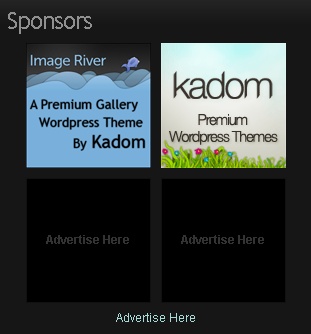 Sponsors
Image River
A Premium Gallery
Wordpress Theme
By Kadom
kadom
Premium
Wordpress Themes
Advertise Here
Advertise Here
Advertise Here